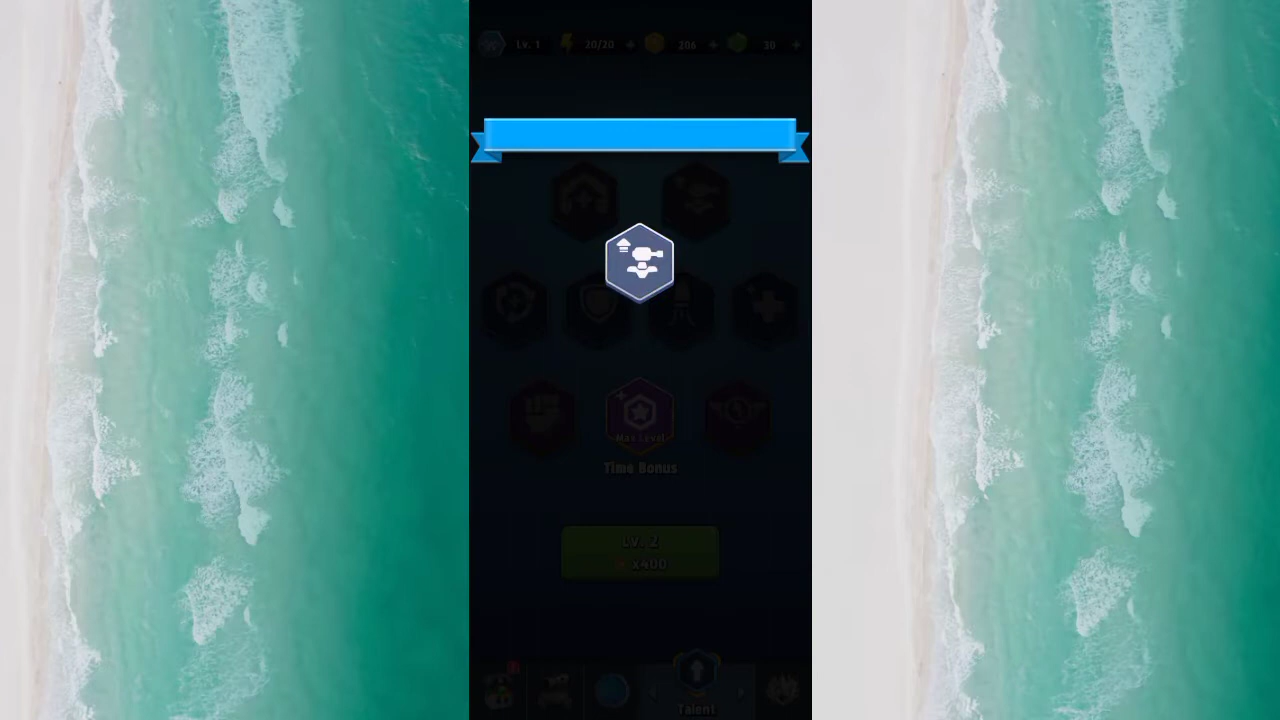 Lv. 1 20/20 206 30
Max Level
Time Bonus
Lv. 2
x400
Talent